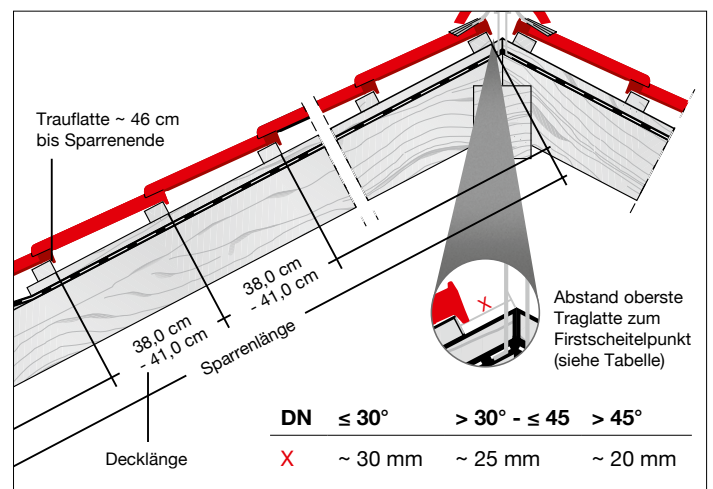 Trauflatte ~ 46 cm
bis Sparrenende
38,0 cm
- 41,0 cm
38,0 cm
- 41,0 cm
Sparrenlänge
Decklänge
X
Abstand oberste
Traglatte zum
Firstscheitelpunkt
(siehe Tabelle)
DN ≤ 30° > 30° - ≤ 45 > 45°
X ~ 30 mm ~ 25 mm ~ 20 mm